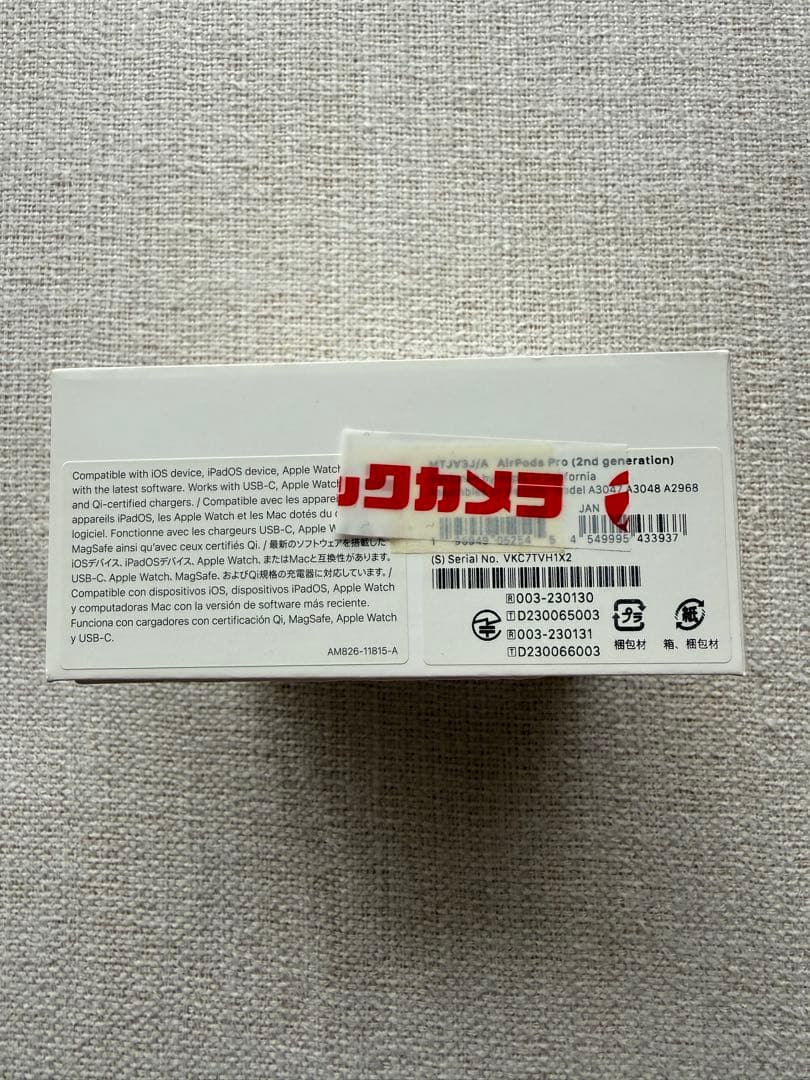 Compatible with iOS device, iPadOS device, Apple Watch
with the latest software. Works with USB-C, Apple Watch
and Qi-certified chargers. / Compatible avec les appareil
appareils iPadOS, les Apple Watch et les Mac dotés du
logiciel. Fonctionne avec les chargeurs USB-C, Apple
MagSafe ainsi qu'avec ceux certifiés Qi. / 最新のソフトウェアを搭載した
iOSデバイス、iPadOSデバイス、Apple Watch、またはMacと互換性があります。
USB-C、Apple Watch、MagSafe、およびQi規格の充電器に対応しています。/
Compatible con dispositivos iOS, dispositivos iPadOS, Apple Watch
y computadoras Mac con la versión de software más reciente.
Funciona con cargadores con certificación Qi, MagSafe, Apple Watch
y USB-C.
AM826-11815-A
ックカメラ
MTJV3J/A AirPods Pro (2nd generation)
A3047 A3048 A2968
JAN
4 549995 433937
(S) Serial No. VKC7TVH1X2
R 003-230130
T D230065003
R 003-230131
T D230066003
プラ
梱包材
紙
箱、梱包材